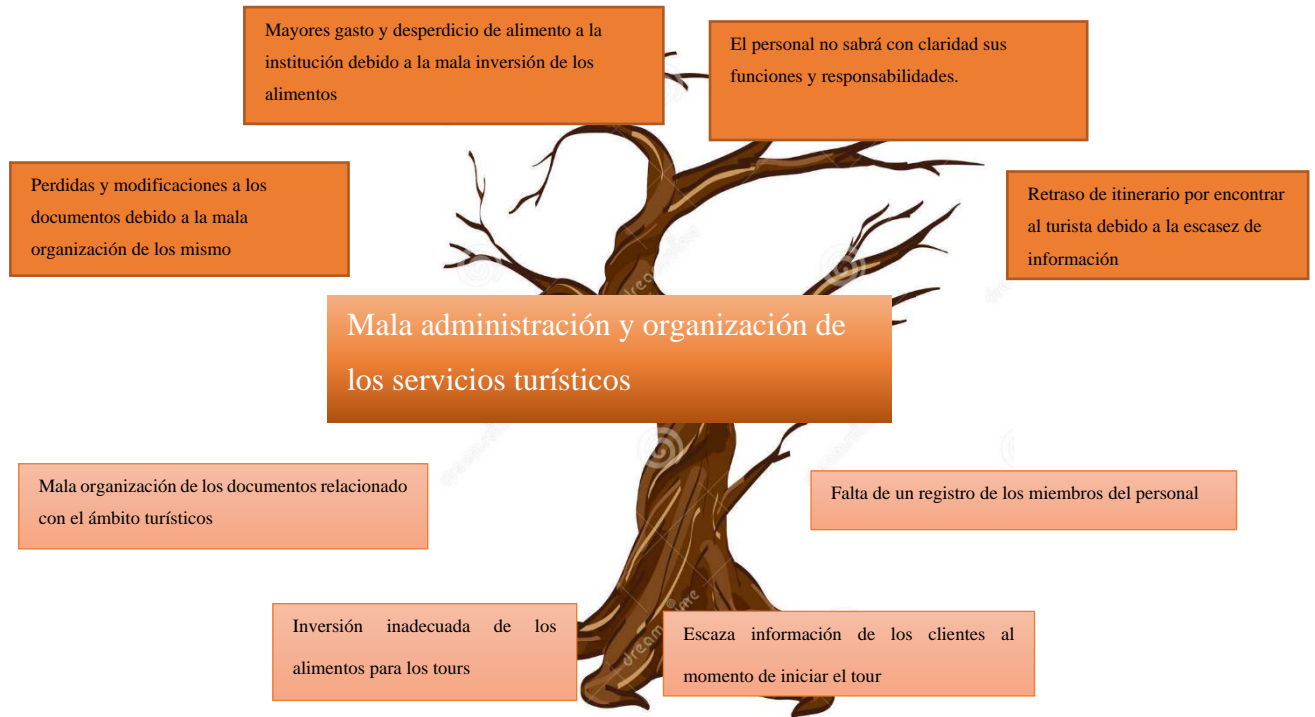 Mayores gasto y desperdicio de alimento a la
institución debido a la mala inversión de los
alimentos
El personal no sabrá con claridad sus
funciones y responsabilidades.
Perdidas y modificaciones a los
documentos debido a la mala
organización de los mismo
Retraso de itinerario por encontrar
al turista debido a la escasez de
información
Mala administración y organización de
los servicios turísticos
Mala organización de los documentos relacionado
con el ámbito turísticos
Falta de un registro de los miembros del personal
Inversión inadecuada de los
alimentos para los tours
Escaza información de los clientes al
momento de iniciar el tour